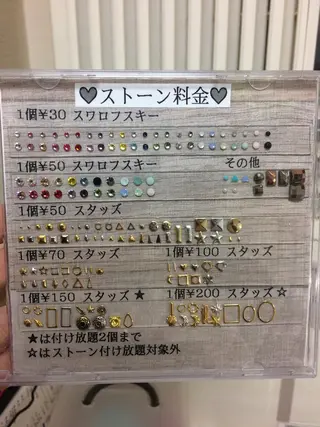 ♥ストーン料金♥
1個¥30 スワロフスキー
1個¥50 スワロフスキー その他
1個¥50 スタッズ
1個¥70 スタッズ 1個¥100 スタッズ
1個¥150 スタッズ★ 1個¥200 スタッズ☆
★は付け放題2個まで
☆はストーン付け放題対象外